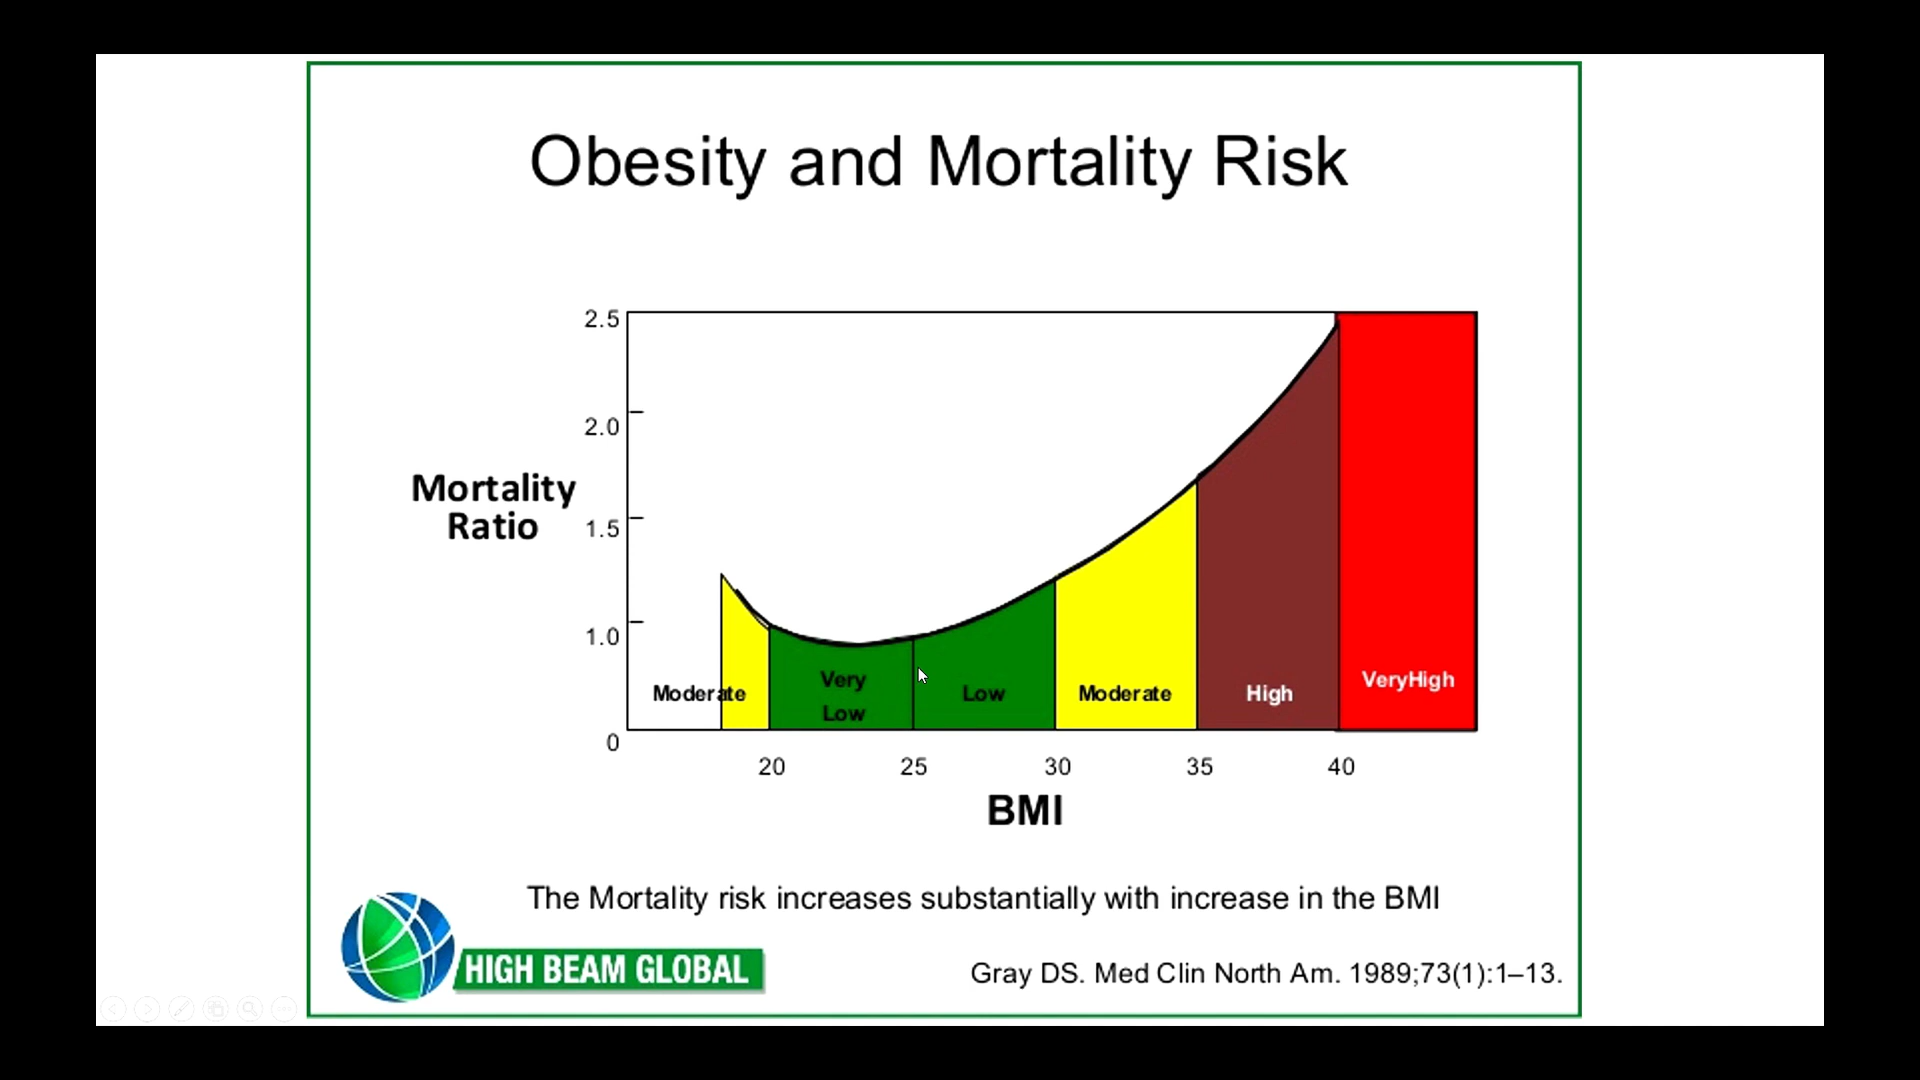 Obesity and Mortality Risk
2.5
2.0
Mortality
Ratio
1.5
1.0
0
Moderate
Very
Low
Low
Moderate
High
VeryHigh
20 25 30 35 40
BMI
The Mortality risk increases substantially with increase in the BMI
HIGH BEAM GLOBAL
Gray DS. Med Clin North Am. 1989;73(1):1–13.